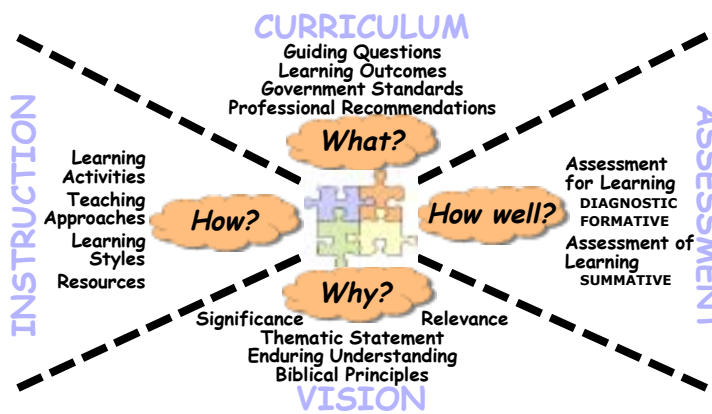 CURRICULUM
Guiding Questions
Learning Outcomes
Government Standards
Professional Recommendations
What?
INSTRUCTION
Learning
Activities
Teaching
Approaches
Learning
Styles
Resources
How?
How well?
Assessment
for Learning
DIAGNOSTIC
FORMATIVE
Assessment of
Learning
SUMMATIVE
ASSESSMENT
Why?
Significance Relevance
Thematic Statement
Enduring Understanding
Biblical Principles
VISION